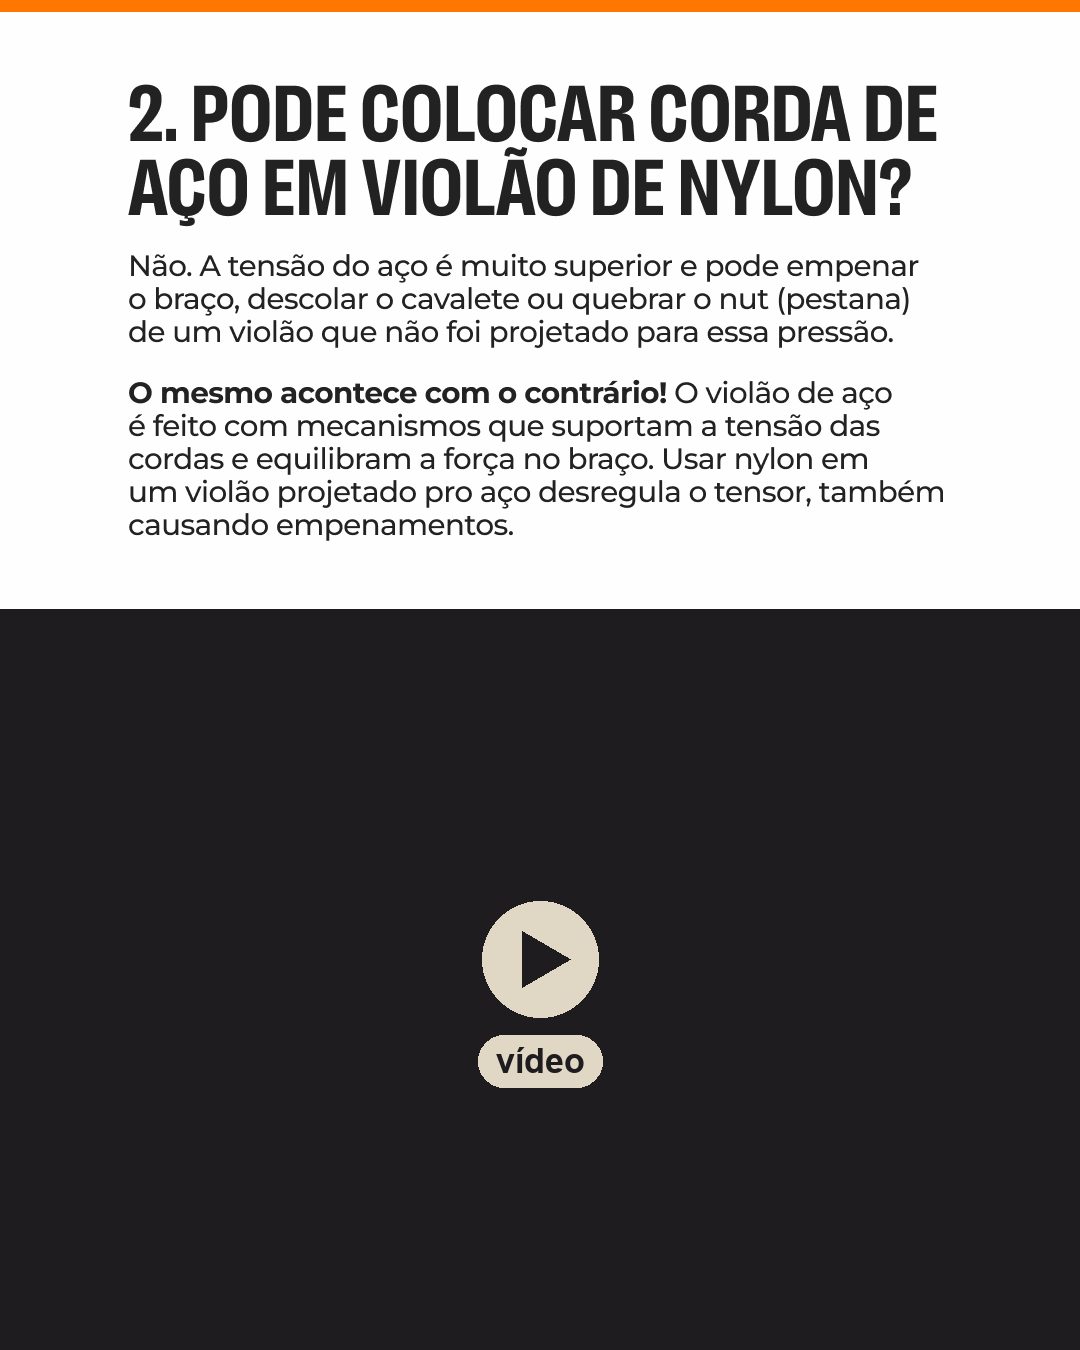 2. PODE COLOCAR CORDA DE
AÇO EM VIOLÃO DE NYLON?
Não. A tensão do aço é muito superior e pode empenar
o braço, descolar o cavalete ou quebrar o nut (pestana)
de um violão que não foi projetado para essa pressão.
O mesmo acontece com o contrário! O violão de aço
é feito com mecanismos que suportam a tensão das
cordas e equilibram a força no braço. Usar nylon em
um violão projetado pro aço desregula o tensor, também
causando empenamentos.
vídeo